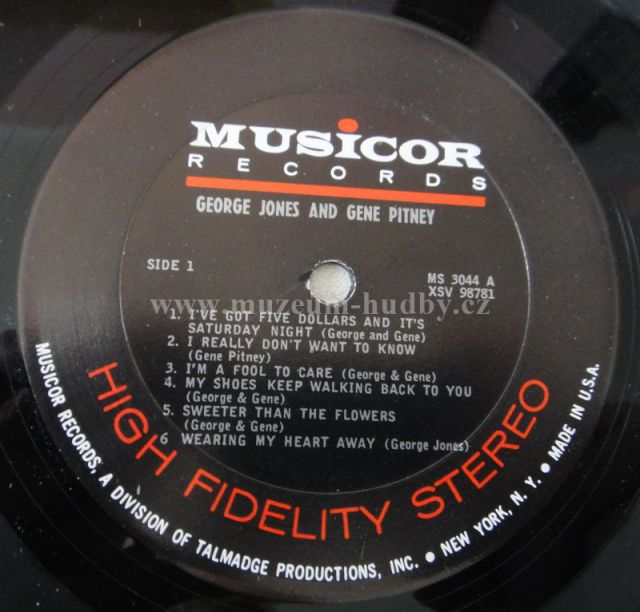 MUSICOR
RECORDS
GEORGE JONES AND GENE PITNEY
SIDE 1
MS 3044 A
XSV 98781
www.muzeum-hudby.cz
1. I'VE GOT FIVE DOLLARS AND IT'S
SATURDAY NIGHT (George and Gene)
2. I REALLY DON'T WANT TO KNOW
(Gene Pitney)
3. I'M A FOOL TO CARE (George & Gene)
4. MY SHOES KEEP WALKING BACK TO YOU
(George & Gene)
5. SWEETER THAN THE FLOWERS
(George & Gene)
6 WEARING MY HEART AWAY (George Jones)
HIGH FIDELITY STEREO
MUSICOR RECORDS, A DIVISION OF TALMADGE PRODUCTIONS, INC. ● NEW YORK, N. Y. ● MADE IN U.S.A.